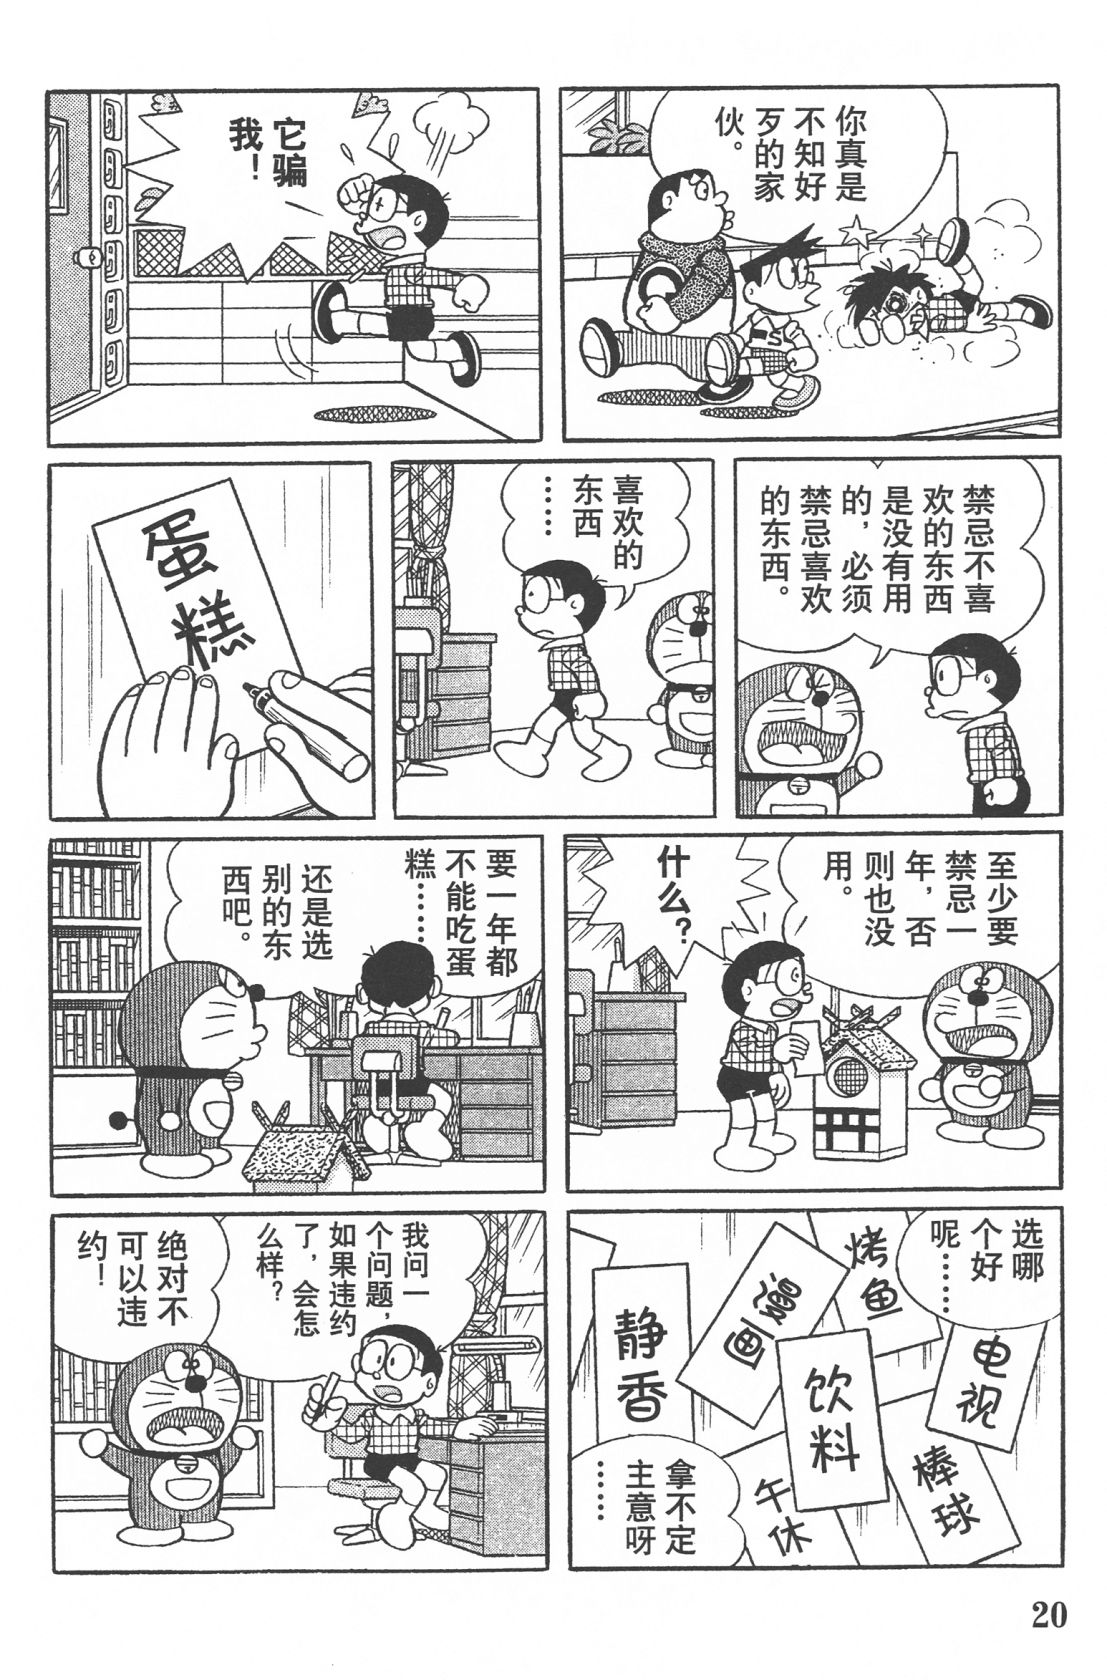 你真是
不知好
歹的家
伙。
它骗
我！
禁忌不喜
欢的东西
是没有用
的，必须
禁忌喜欢
的东西。
喜欢的
东西
……
蛋糕
至少要
禁忌一
年，否
则也没
用。
什么？
要一年都
不能吃蛋
糕……
还是选
别的东
西吧。
选哪
个好
呢……
烤鱼
漫画
静香
电视
饮料
棒球
午休
拿不定
主意呀
……
我问一
个问题，
如果违约
了，会怎
么样？
绝对不
可以违
约！
20